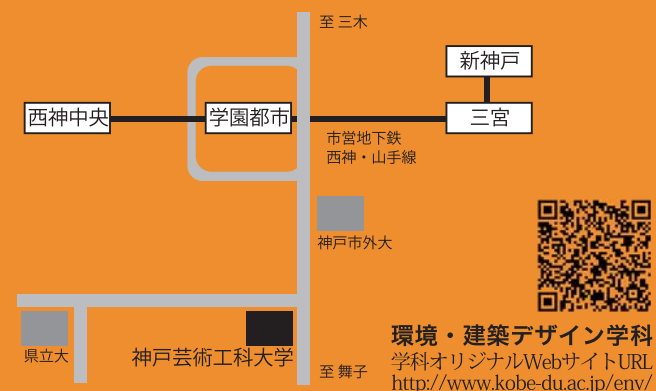 至 三木
新神戸
西神中央
学園都市
三宮
市営地下鉄
西神・山手線
神戸市外大
県立大
神戸芸術工科大学
至 舞子
環境・建築デザイン学科
学科オリジナルWebサイトURL
http://www.kobe-du.ac.jp/env/